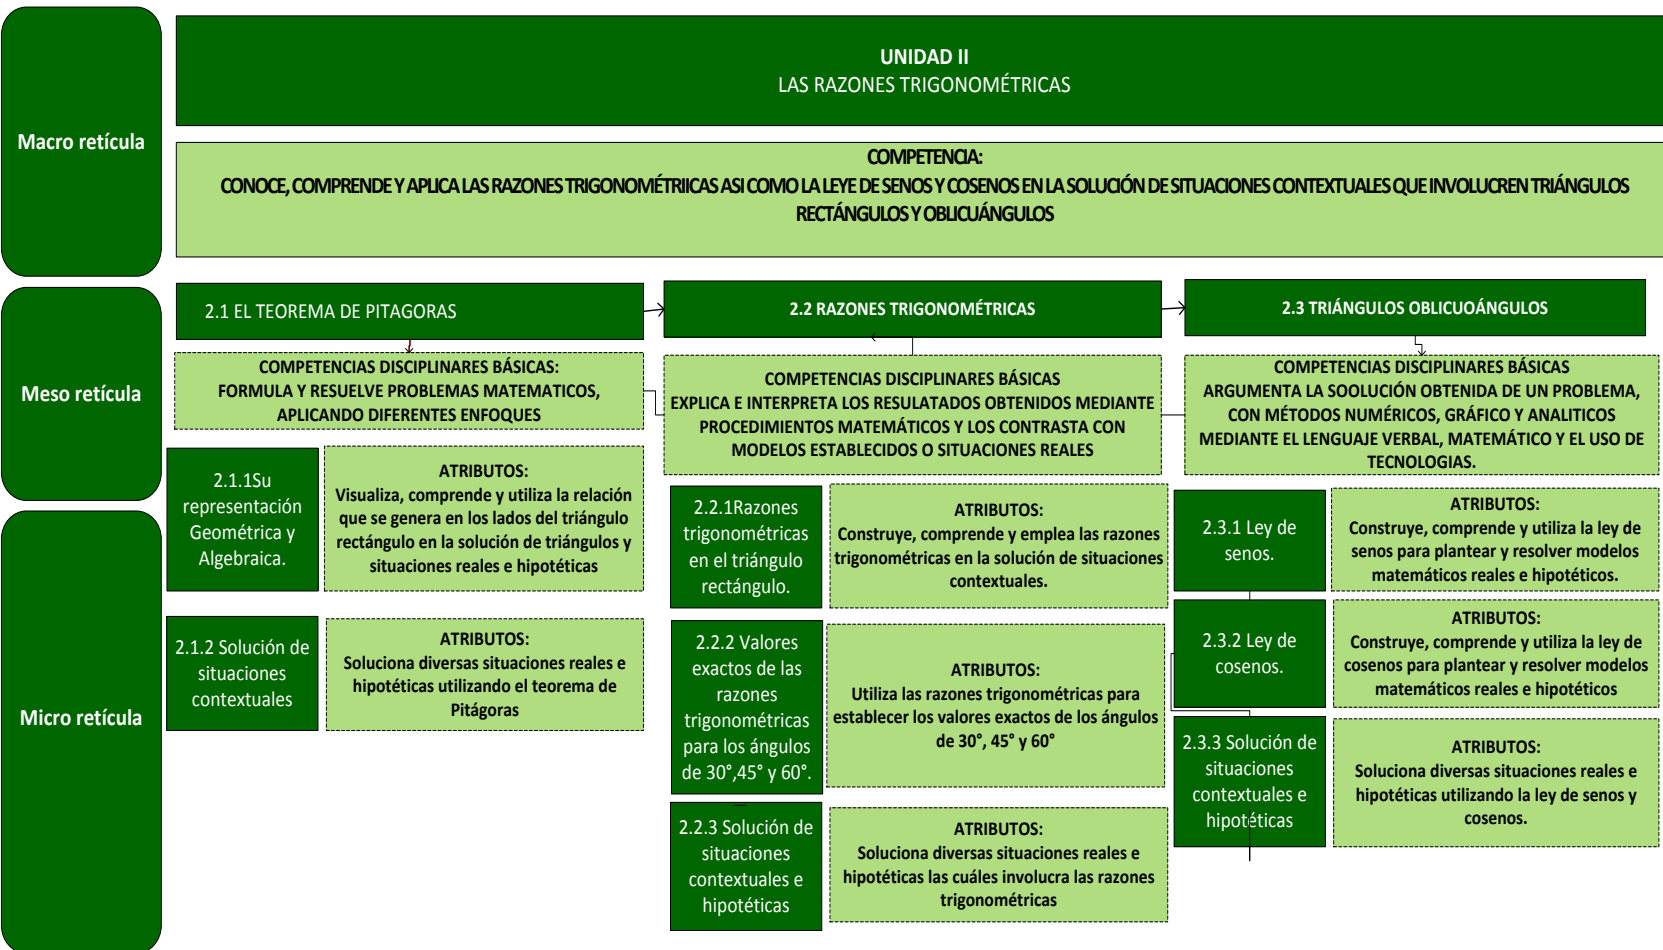 Macro retícula
UNIDAD II
LAS RAZONES TRIGONOMÉTRICAS
COMPETENCIA:
CONOCE, COMPRENDE Y APLICA LAS RAZONES TRIGONOMÉTRIICAS ASI COMO LA LEYE DE SENOS Y COSENOS EN LA SOLUCIÓN DE SITUACIONES CONTEXTUALES QUE INVOLUCREN TRIÁNGULOS
RECTÁNGULOS Y OBLICUÁNGULOS
Meso retícula
2.1 EL TEOREMA DE PITAGORAS
COMPETENCIAS DISCIPLINARES BÁSICAS:
FORMULA Y RESUELVE PROBLEMAS MATEMATICOS,
APLICANDO DIFERENTES ENFOQUES
2.2 RAZONES TRIGONOMÉTRICAS
COMPETENCIAS DISCIPLINARES BÁSICAS
EXPLICA E INTERPRETA LOS RESULATADOS OBTENIDOS MEDIANTE
PROCEDIMIENTOS MATEMÁTICOS Y LOS CONTRASTA CON
MODELOS ESTABLECIDOS O SITUACIONES REALES
2.3 TRIÁNGULOS OBLICUOÁNGULOS
COMPETENCIAS DISCIPLINARES BÁSICAS
ARGUMENTA LA SOOLUCIÓN OBTENIDA DE UN PROBLEMA,
CON MÉTODOS NUMÉRICOS, GRÁFICO Y ANALITICOS
MEDIANTE EL LENGUAJE VERBAL, MATEMÁTICO Y EL USO DE
TECNOLOGIAS.
Micro retícula
2.1.1Su
representación
Geométrica y
Algebraica.
ATRIBUTOS:
Visualiza, comprende y utiliza la relación
que se genera en los lados del triángulo
rectángulo en la solución de triángulos y
situaciones reales e hipotéticas
2.1.2 Solución de
situaciones
contextuales
ATRIBUTOS:
Soluciona diversas situaciones reales e
hipotéticas utilizando el teorema de
Pitágoras
2.2.1Razones
trigonométricas
en el triángulo
rectángulo.
ATRIBUTOS:
Construye, comprende y emplea las razones
trigonométricas en la solución de situaciones
contextuales.
2.2.2 Valores
exactos de las
razones
trigonométricas
para los ángulos
de 30°,45° y 60°.
ATRIBUTOS:
Utiliza las razones trigonométricas para
establecer los valores exactos de los ángulos
de 30°, 45° y 60°
2.2.3 Solución de
situaciones
contextuales e
hipotéticas
ATRIBUTOS:
Soluciona diversas situaciones reales e
hipotéticas las cuáles involucra las razones
trigonométricas
2.3.1 Ley de
senos.
ATRIBUTOS:
Construye, comprende y utiliza la ley de
senos para plantear y resolver modelos
matemáticos reales e hipotéticos.
2.3.2 Ley de
cosenos.
ATRIBUTOS:
Construye, comprende y utiliza la ley de
cosenos para plantear y resolver modelos
matemáticos reales e hipotéticos
2.3.3 Solución de
situaciones
contextuales e
hipotéticas
ATRIBUTOS:
Soluciona diversas situaciones reales e
hipotéticas utilizando la ley de senos y
cosenos.